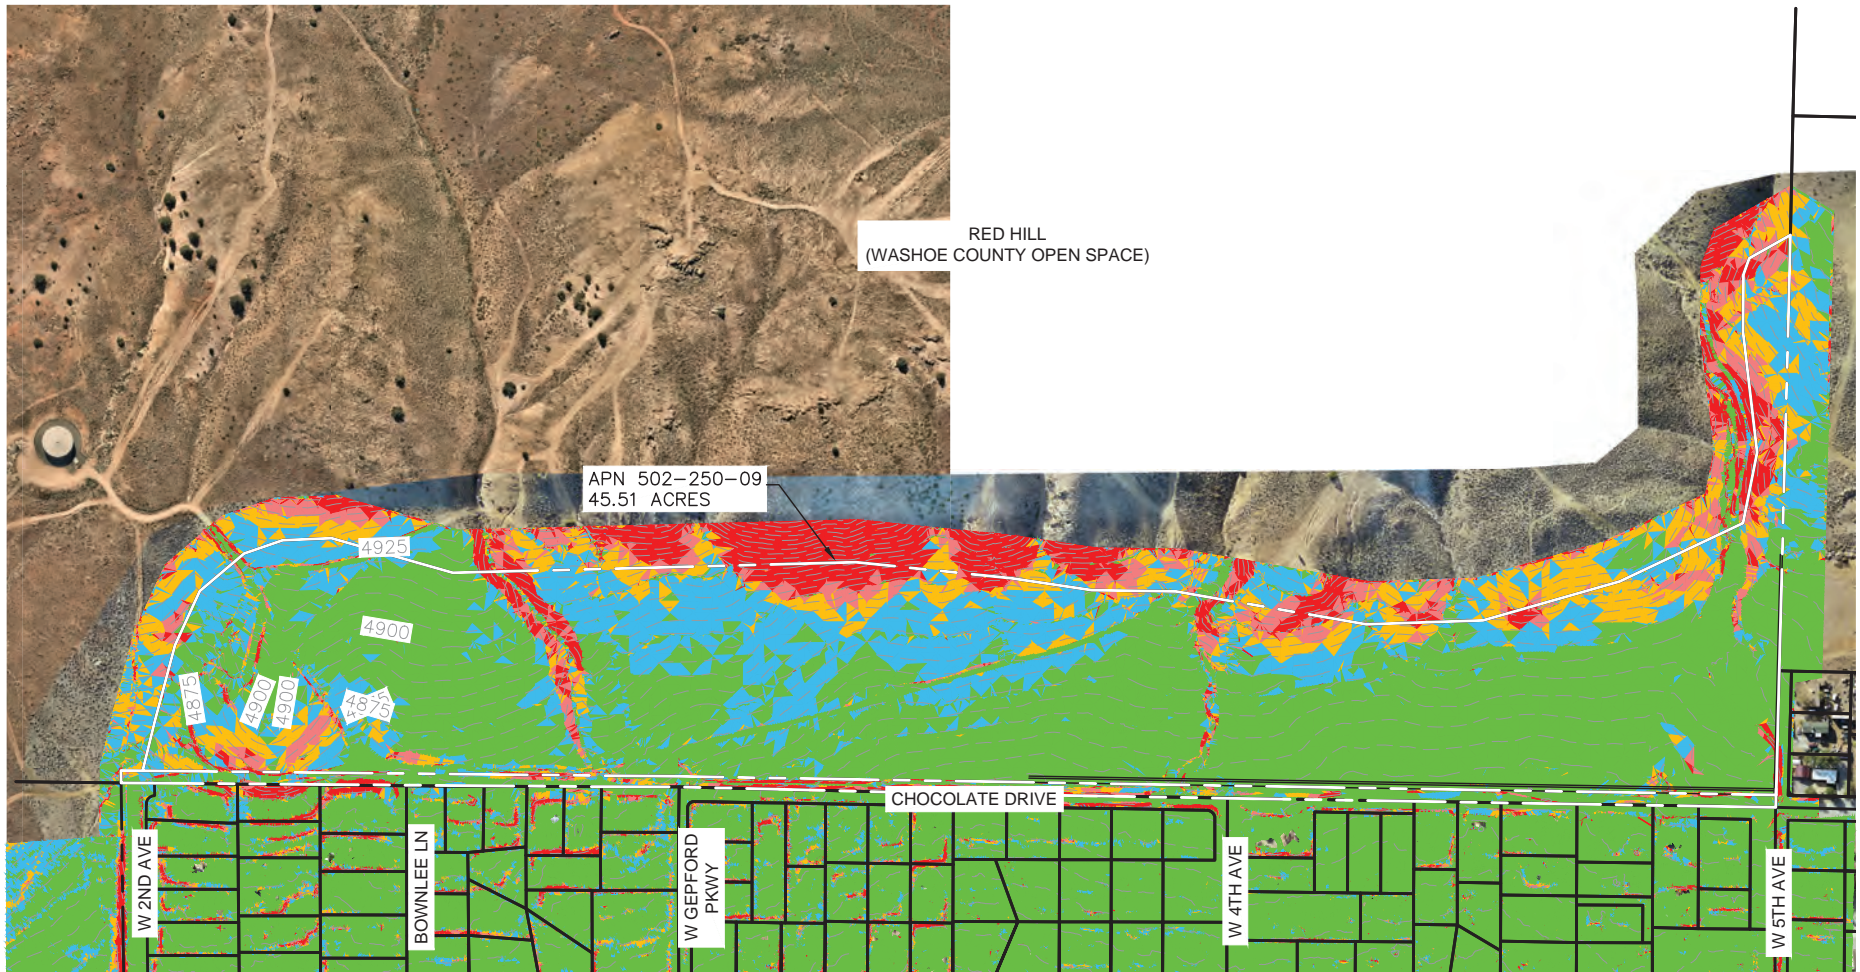 RED HILL
(WASHOE COUNTY OPEN SPACE)
APN 502-250-09
45.51 ACRES
4925
4900
4875
4900
4900
4875
CHOCOLATE DRIVE
W 2ND AVE
BOWNLEE LN
W GEPFORD
PKWY
W 4TH AVE
W 5TH AVE